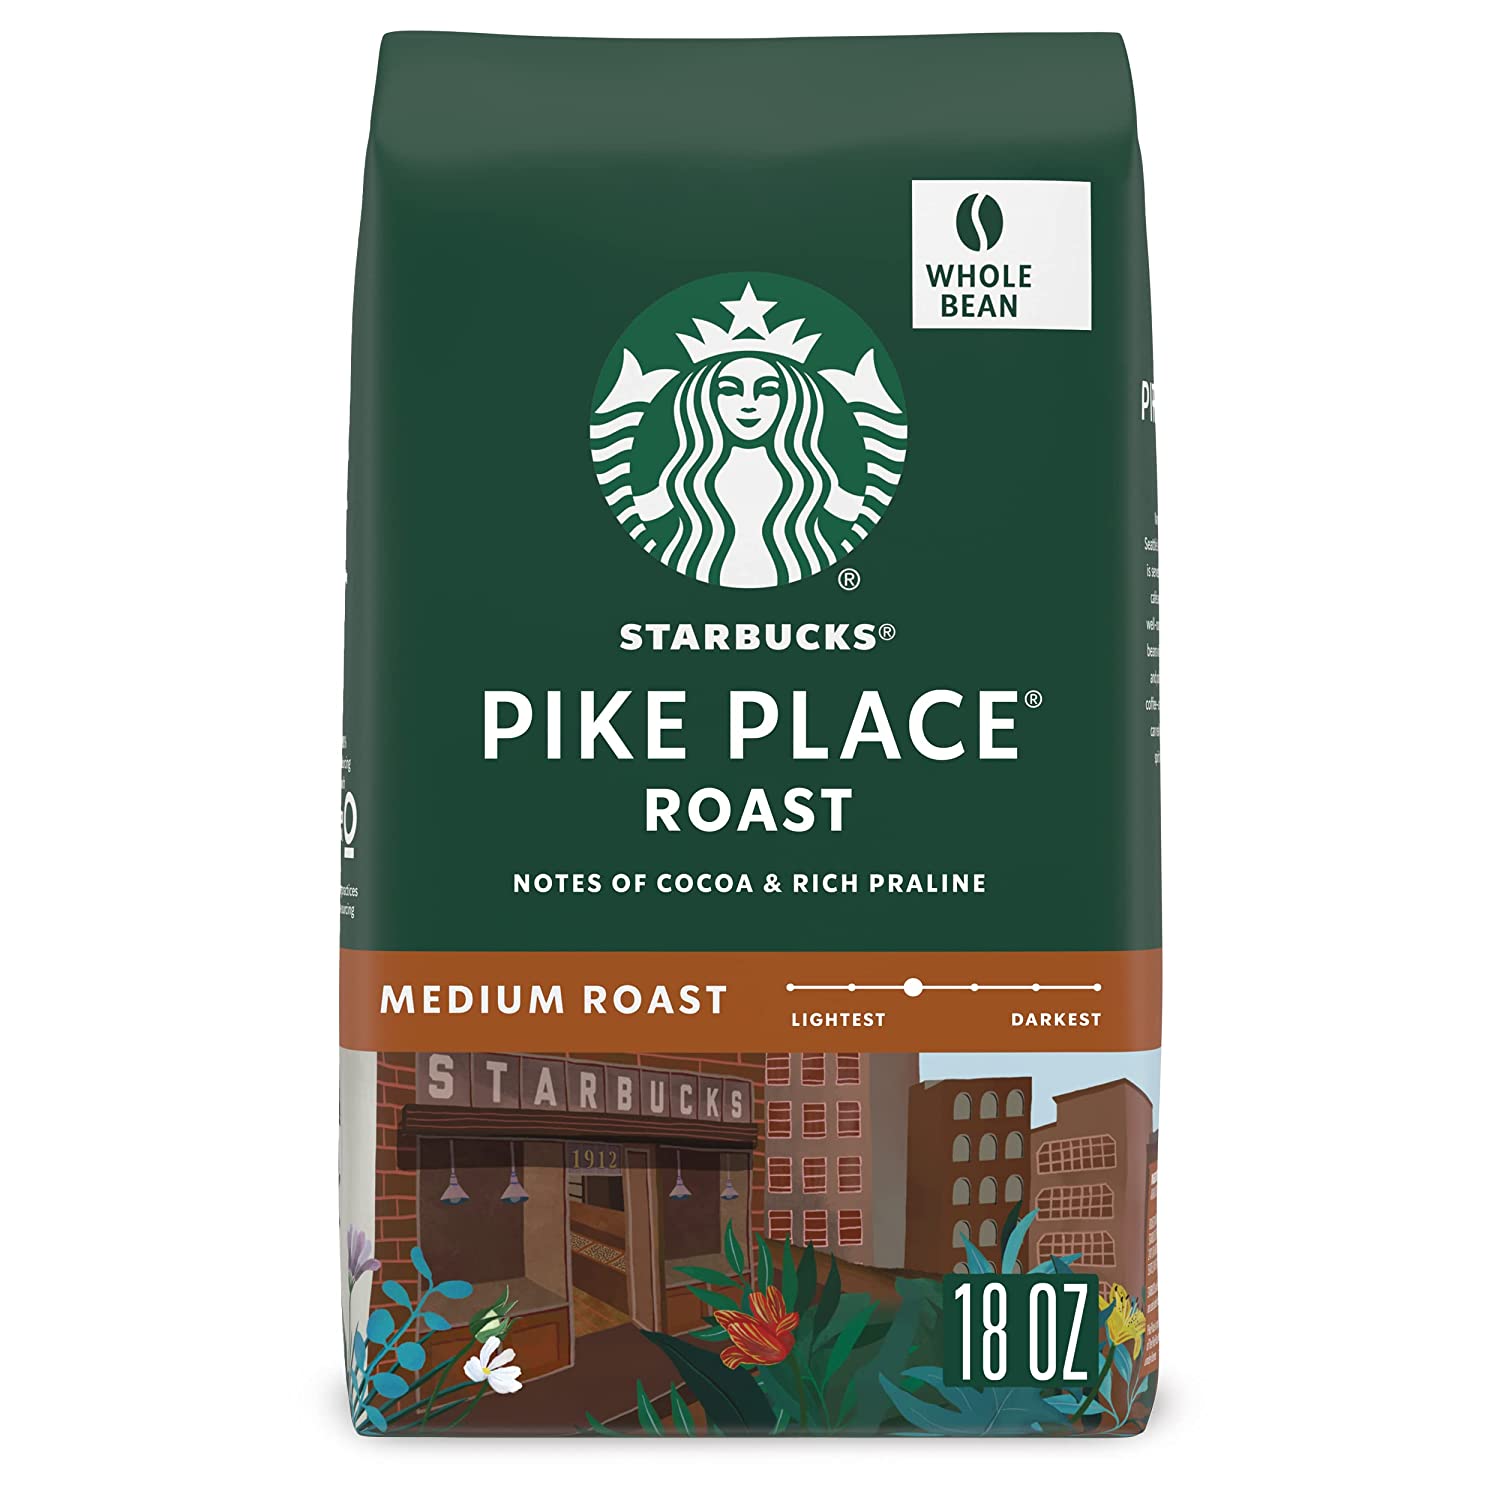 WHOLE
BEAN
STARBUCKS®
PIKE PLACE®
ROAST
NOTES OF COCOA & RICH PRALINE
MEDIUM ROAST
LIGHTEST DARKEST
STARBUCKS
1912
18 OZ